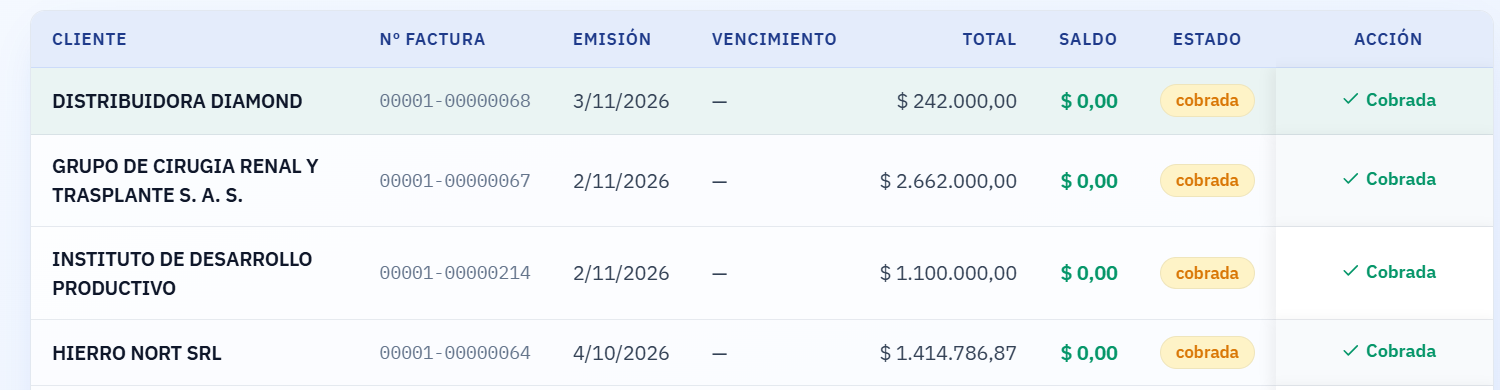 CLIENTE Nº FACTURA EMISIÓN VENCIMIENTO TOTAL SALDO ESTADO ACCIÓN
DISTRIBUIDORA DIAMOND 00001-00000068 3/11/2026 — $ 242.000,00 $ 0,00 cobrada ✓ Cobrada
GRUPO DE CIRUGIA RENAL Y
TRASPLANTE S. A. S. 00001-00000067 2/11/2026 — $ 2.662.000,00 $ 0,00 cobrada ✓ Cobrada
INSTITUTO DE DESARROLLO
PRODUCTIVO 00001-00000214 2/11/2026 — $ 1.100.000,00 $ 0,00 cobrada ✓ Cobrada
HIERRO NORT SRL 00001-00000064 4/10/2026 — $ 1.414.786,87 $ 0,00 cobrada ✓ Cobrada